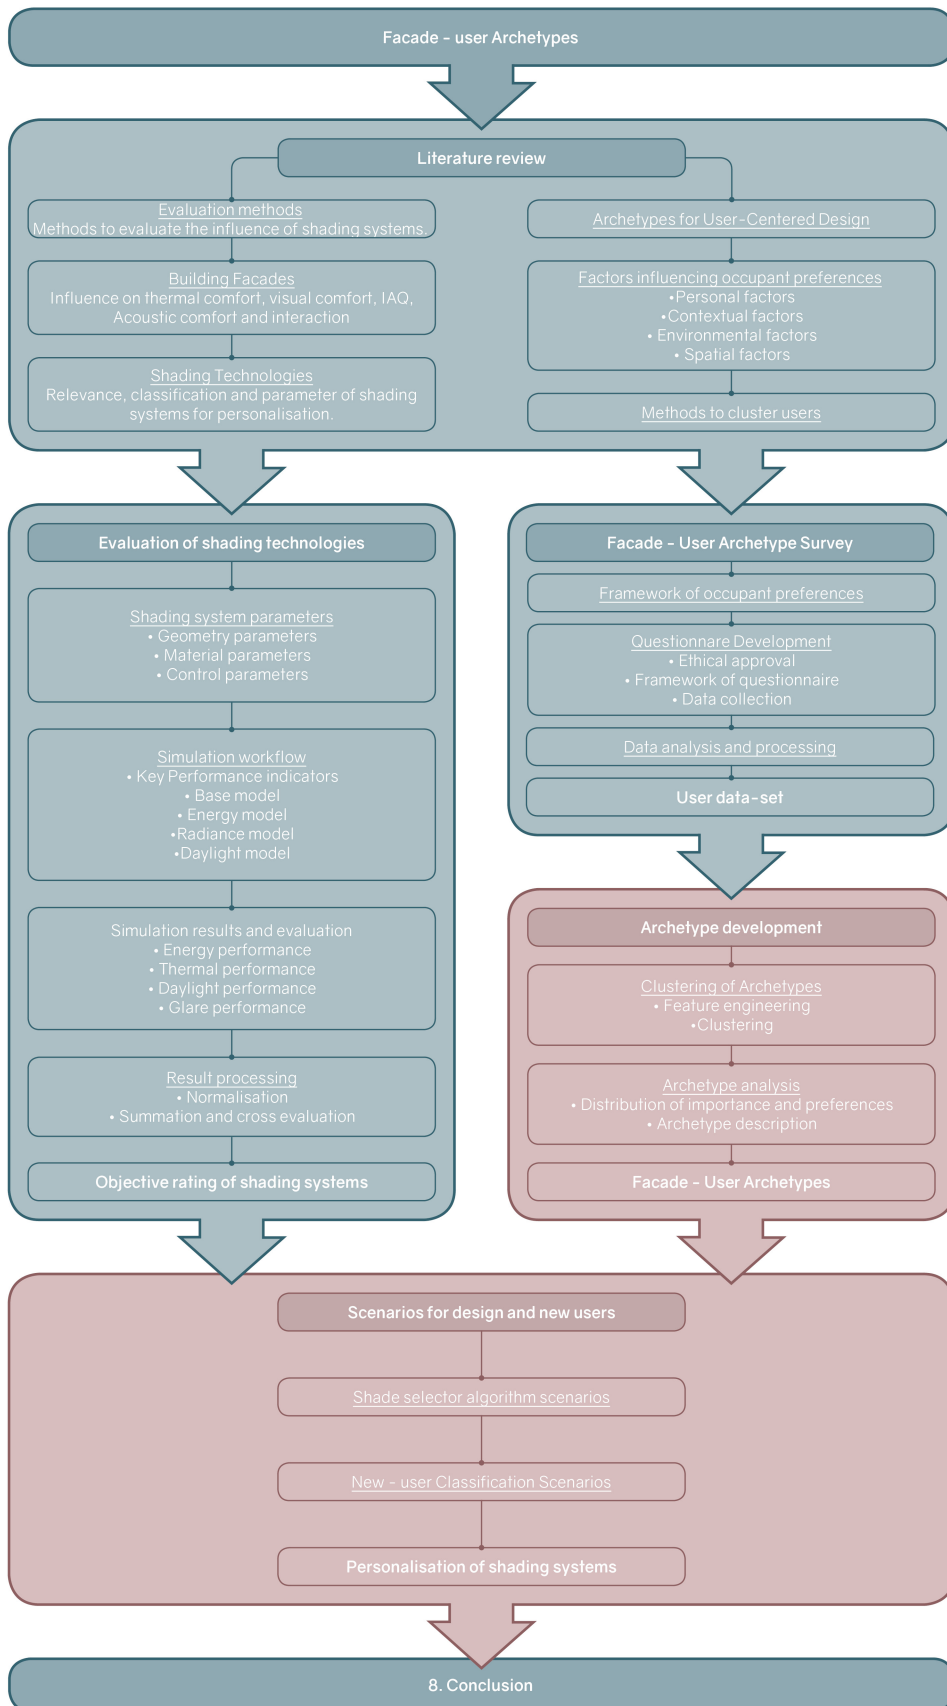 Facade - user Archetypes
Literature review
Evaluation methods
Methods to evaluate the influence of shading systems.
Building Facades
Influence on thermal comfort, visual comfort, IAQ,
Acoustic comfort and interaction
Shading Technologies
Relevance, classification and parameter of shading
systems for personalisation.
Archetypes for User-Centered Design
Factors influencing occupant preferences
•Personal factors
•Contextual factors
• Environmental factors
• Spatial factors
Methods to cluster users
Evaluation of shading technologies
Shading system parameters
• Geometry parameters
• Material parameters
• Control parameters
Simulation workflow
• Key Performance indicators
• Base model
• Energy model
•Radiance model
•Daylight model
Simulation results and evaluation
• Energy performance
• Thermal performance
• Daylight performance
• Glare performance
Result processing
• Normalisation
• Summation and cross evaluation
Objective rating of shading systems
Facade - User Archetype Survey
Framework of occupant preferences
Questionnare Development
• Ethical approval
• Framework of questionnaire
• Data collection
Data analysis and processing
User data-set
Archetype development
Clustering of Archetypes
• Feature engineering
•Clustering
Archetype analysis
• Distribution of importance and preferences
• Archetype description
Facade - User Archetypes
Scenarios for design and new users
Shade selector algorithm scenarios
New - user Classification Scenarios
Personalisation of shading systems
8. Conclusion